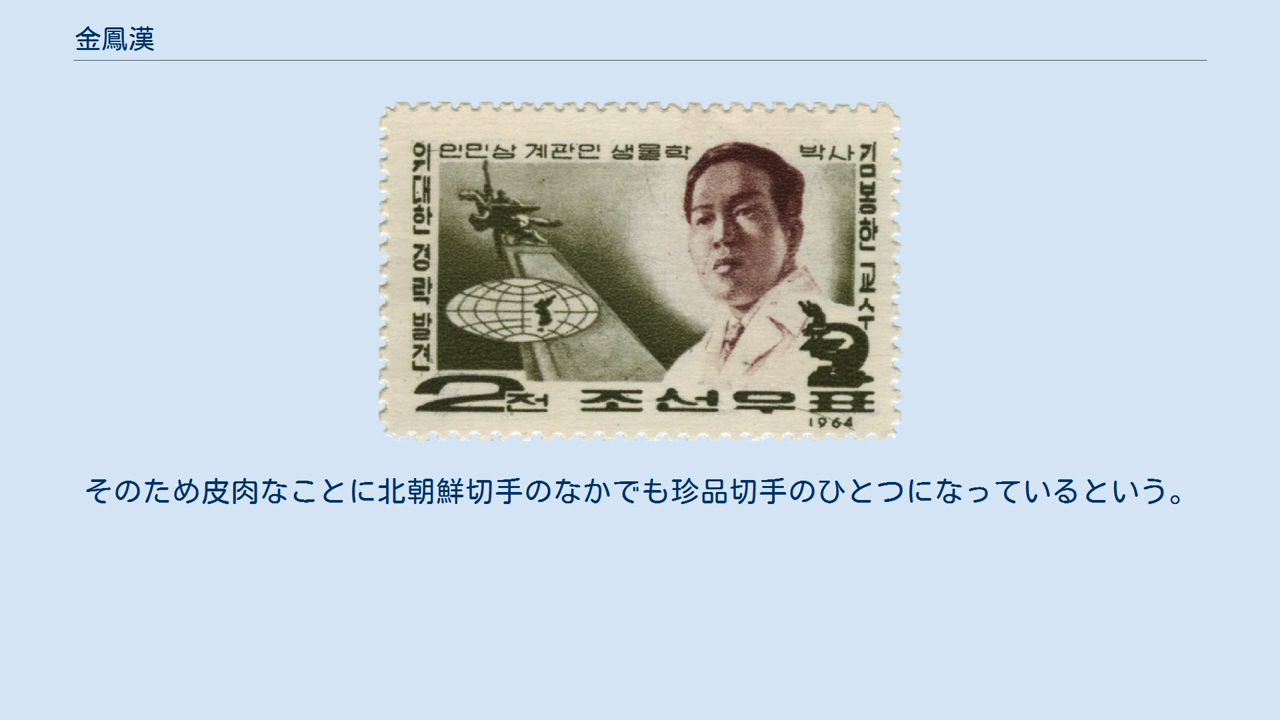 金鳳漢
위대한 경락 발견
인민상 계관인 생물학 박사
김봉한 교수
2전 조선우표
1964
そのため皮肉なことに北朝鮮切手のなかでも珍品切手のひとつになっているという。